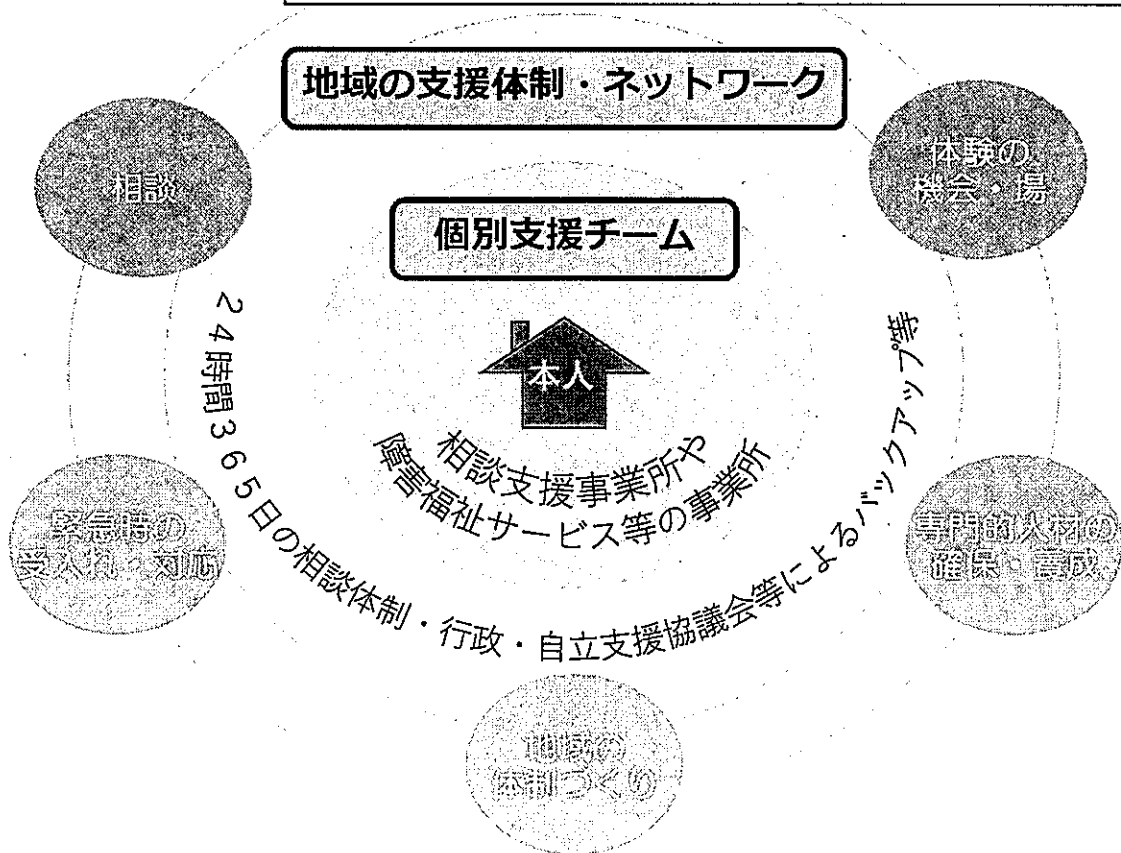 地域の支援体制・ネットワーク
相談
体験の
機会・場
個別支援チーム
本人
相談支援事業所や
障害福祉サービス等の事業所
24時間365日の相談体制・行政・自立支援協議会等によるバックアップ等
緊急時の
受入れ・対応
専門的人材の
確保・育成
地域の
体制づくり